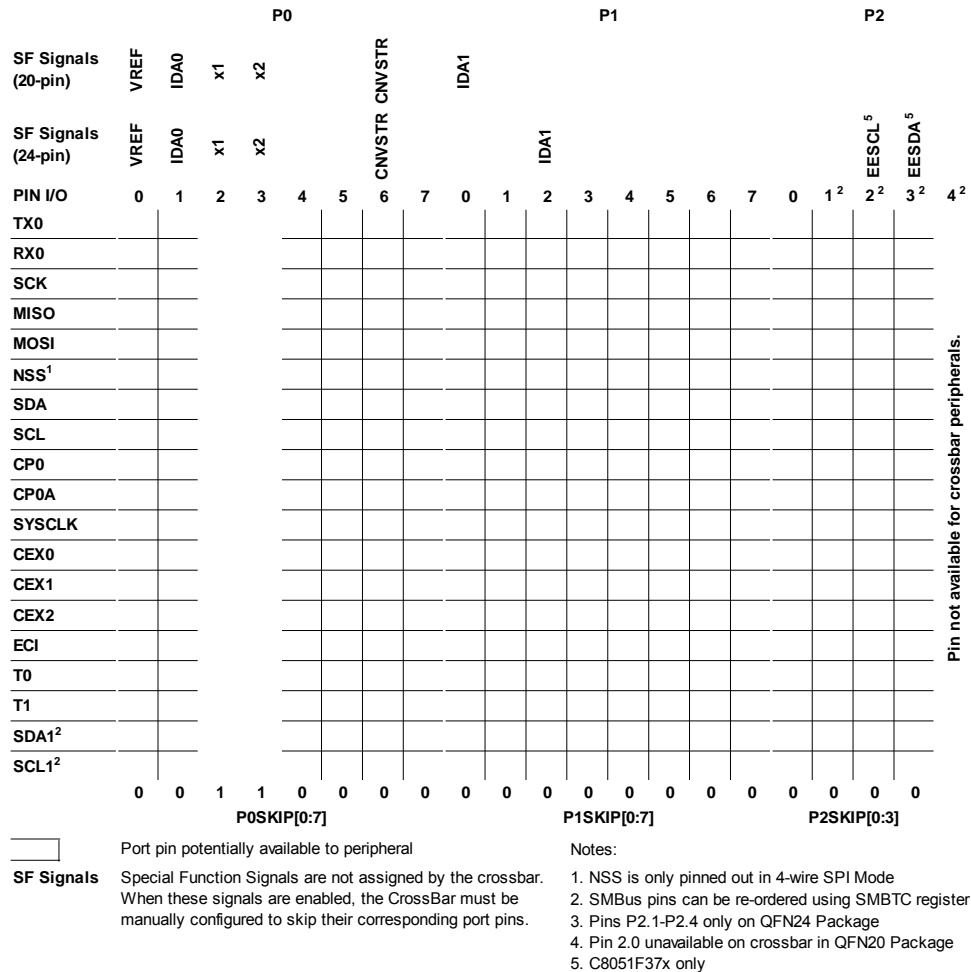 P0 P1 P2
SF Signals
(20-pin)
VREF IDA0 x1 x2 CNVSTR IDA1
SF Signals
(24-pin)
VREF IDA0 x1 x2 CNVSTR IDA1 EESCL5 EESDA5
PIN I/O 0 1 2 3 4 5 6 7 0 1 2 3 4 5 6 7 0 1 2 2 2 3 2 4 2
TX0
RX0
SCK
MISO
MOSI
NSS1
SDA
SCL
CP0
CP0A
SYSCLK
CEX0
CEX1
CEX2
ECI
T0
T1
SDA12
SCL12
Pin not available for crossbar peripherals.
0 0 1 1 0 0 0 0 0 0 0 0 0 0 0 0 0 0 0 0
P0SKIP[0:7] P1SKIP[0:7] P2SKIP[0:3]
Port pin potentially available to peripheral
SF Signals Special Function Signals are not assigned by the crossbar.
When these signals are enabled, the CrossBar must be
manually configured to skip their corresponding port pins.
Notes:
1. NSS is only pinned out in 4-wire SPI Mode
2. SMBus pins can be re-ordered using SMBTC register
3. Pins P2.1-P2.4 only on QFN24 Package
4. Pin 2.0 unavailable on crossbar in QFN20 Package
5. C8051F37x only